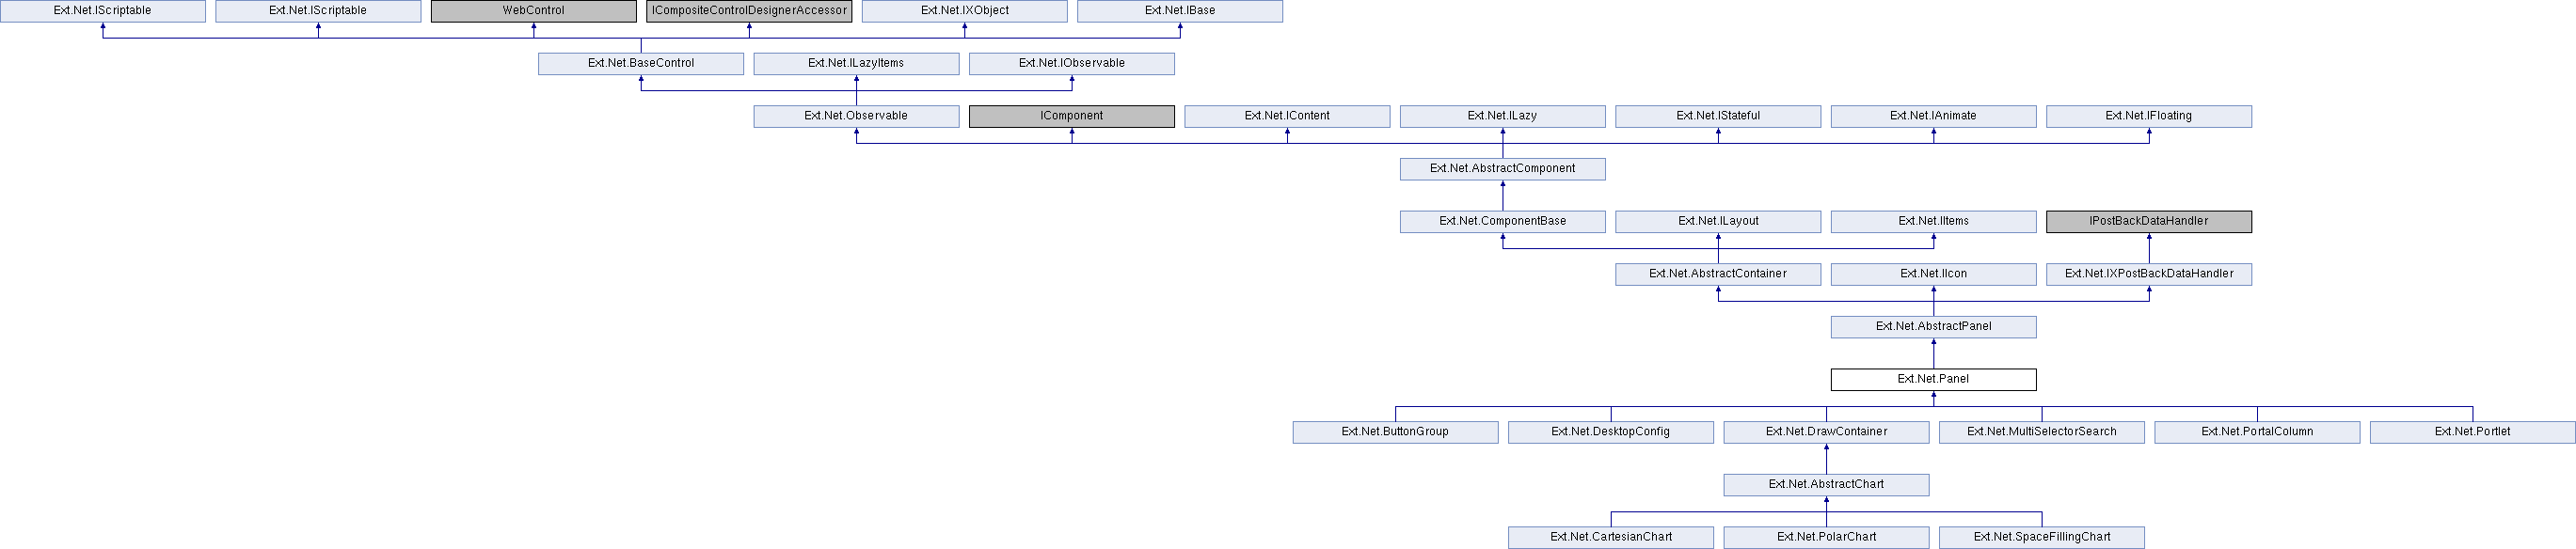 Ext.Net.IScriptable Ext.Net.IScriptable WebControl ICompositeControlDesignerAccessor Ext.Net.IXObject Ext.Net.IBase
Ext.Net.BaseControl Ext.Net.ILazyItems Ext.Net.IObservable
Ext.Net.Observable IComponent Ext.Net.IContent Ext.Net.ILazy Ext.Net.IStateful Ext.Net.IAnimate Ext.Net.IFloating
Ext.Net.AbstractComponent
Ext.Net.ComponentBase Ext.Net.ILayout Ext.Net.IItems IPostBackDataHandler
Ext.Net.AbstractContainer Ext.Net.IIcon Ext.Net.IXPostBackDataHandler
Ext.Net.AbstractPanel
Ext.Net.Panel
Ext.Net.ButtonGroup Ext.Net.DesktopConfig Ext.Net.DrawContainer Ext.Net.MultiSelectorSearch Ext.Net.PortalColumn Ext.Net.Portlet
Ext.Net.AbstractChart
Ext.Net.CartesianChart Ext.Net.PolarChart Ext.Net.SpaceFillingChart